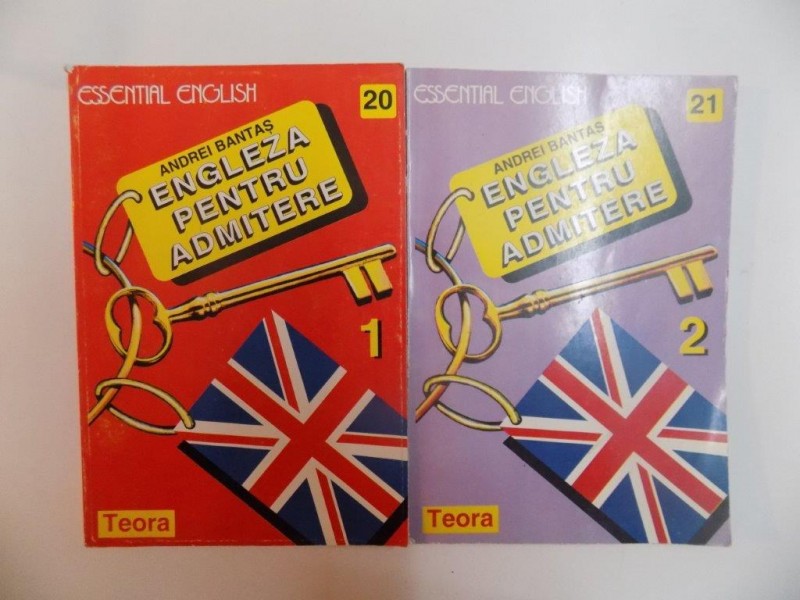 ESSENTIAL ENGLISH
20
ANDREI BANTAȘ
ENGLEZA
PENTRU
ADMITERE
1
Teora
ESSENTIAL ENGLISH
21
ANDREI BANTAȘ
ENGLEZA
PENTRU
ADMITERE
2
Teora